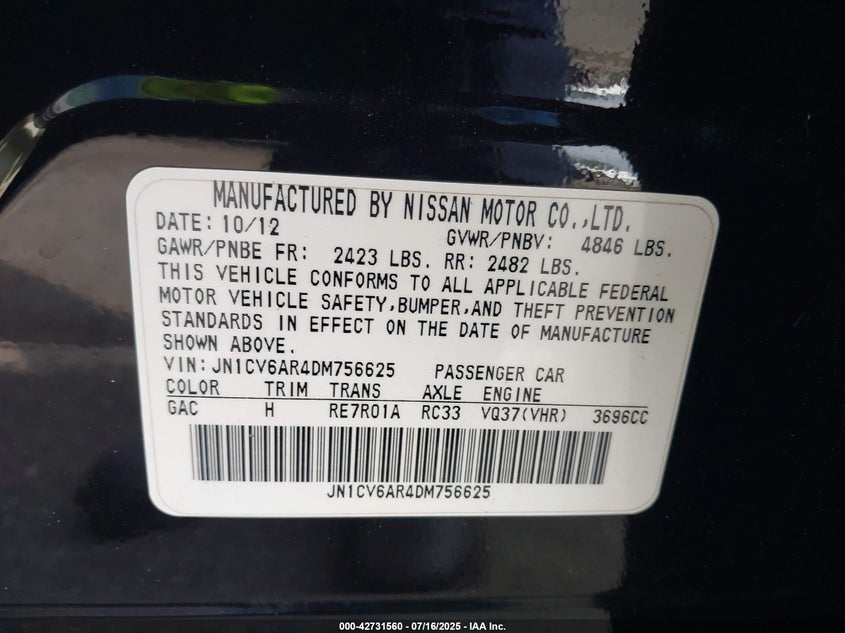 MANUFACTURED BY NISSAN MOTOR CO.,LTD.
DATE: 10/12 GVWR/PNBV: 4846 LBS.
GAWR/PNBE FR: 2423 LBS. RR: 2482 LBS.
THIS VEHICLE CONFORMS TO ALL APPLICABLE FEDERAL
MOTOR VEHICLE SAFETY,BUMPER,AND THEFT PREVENTION
STANDARDS IN EFFECT ON THE DATE OF MANUFACTURE
SHOWN ABOVE.
VIN:JN1CV6AR4DM756625 PASSENGER CAR
COLOR TRIM TRANS AXLE ENGINE
GAC H RE7R01A RC33 VQ37(VHR) 3696CC
JN1CV6AR4DM756625
000-42731560 - 07/16/2025 - IAA Inc.